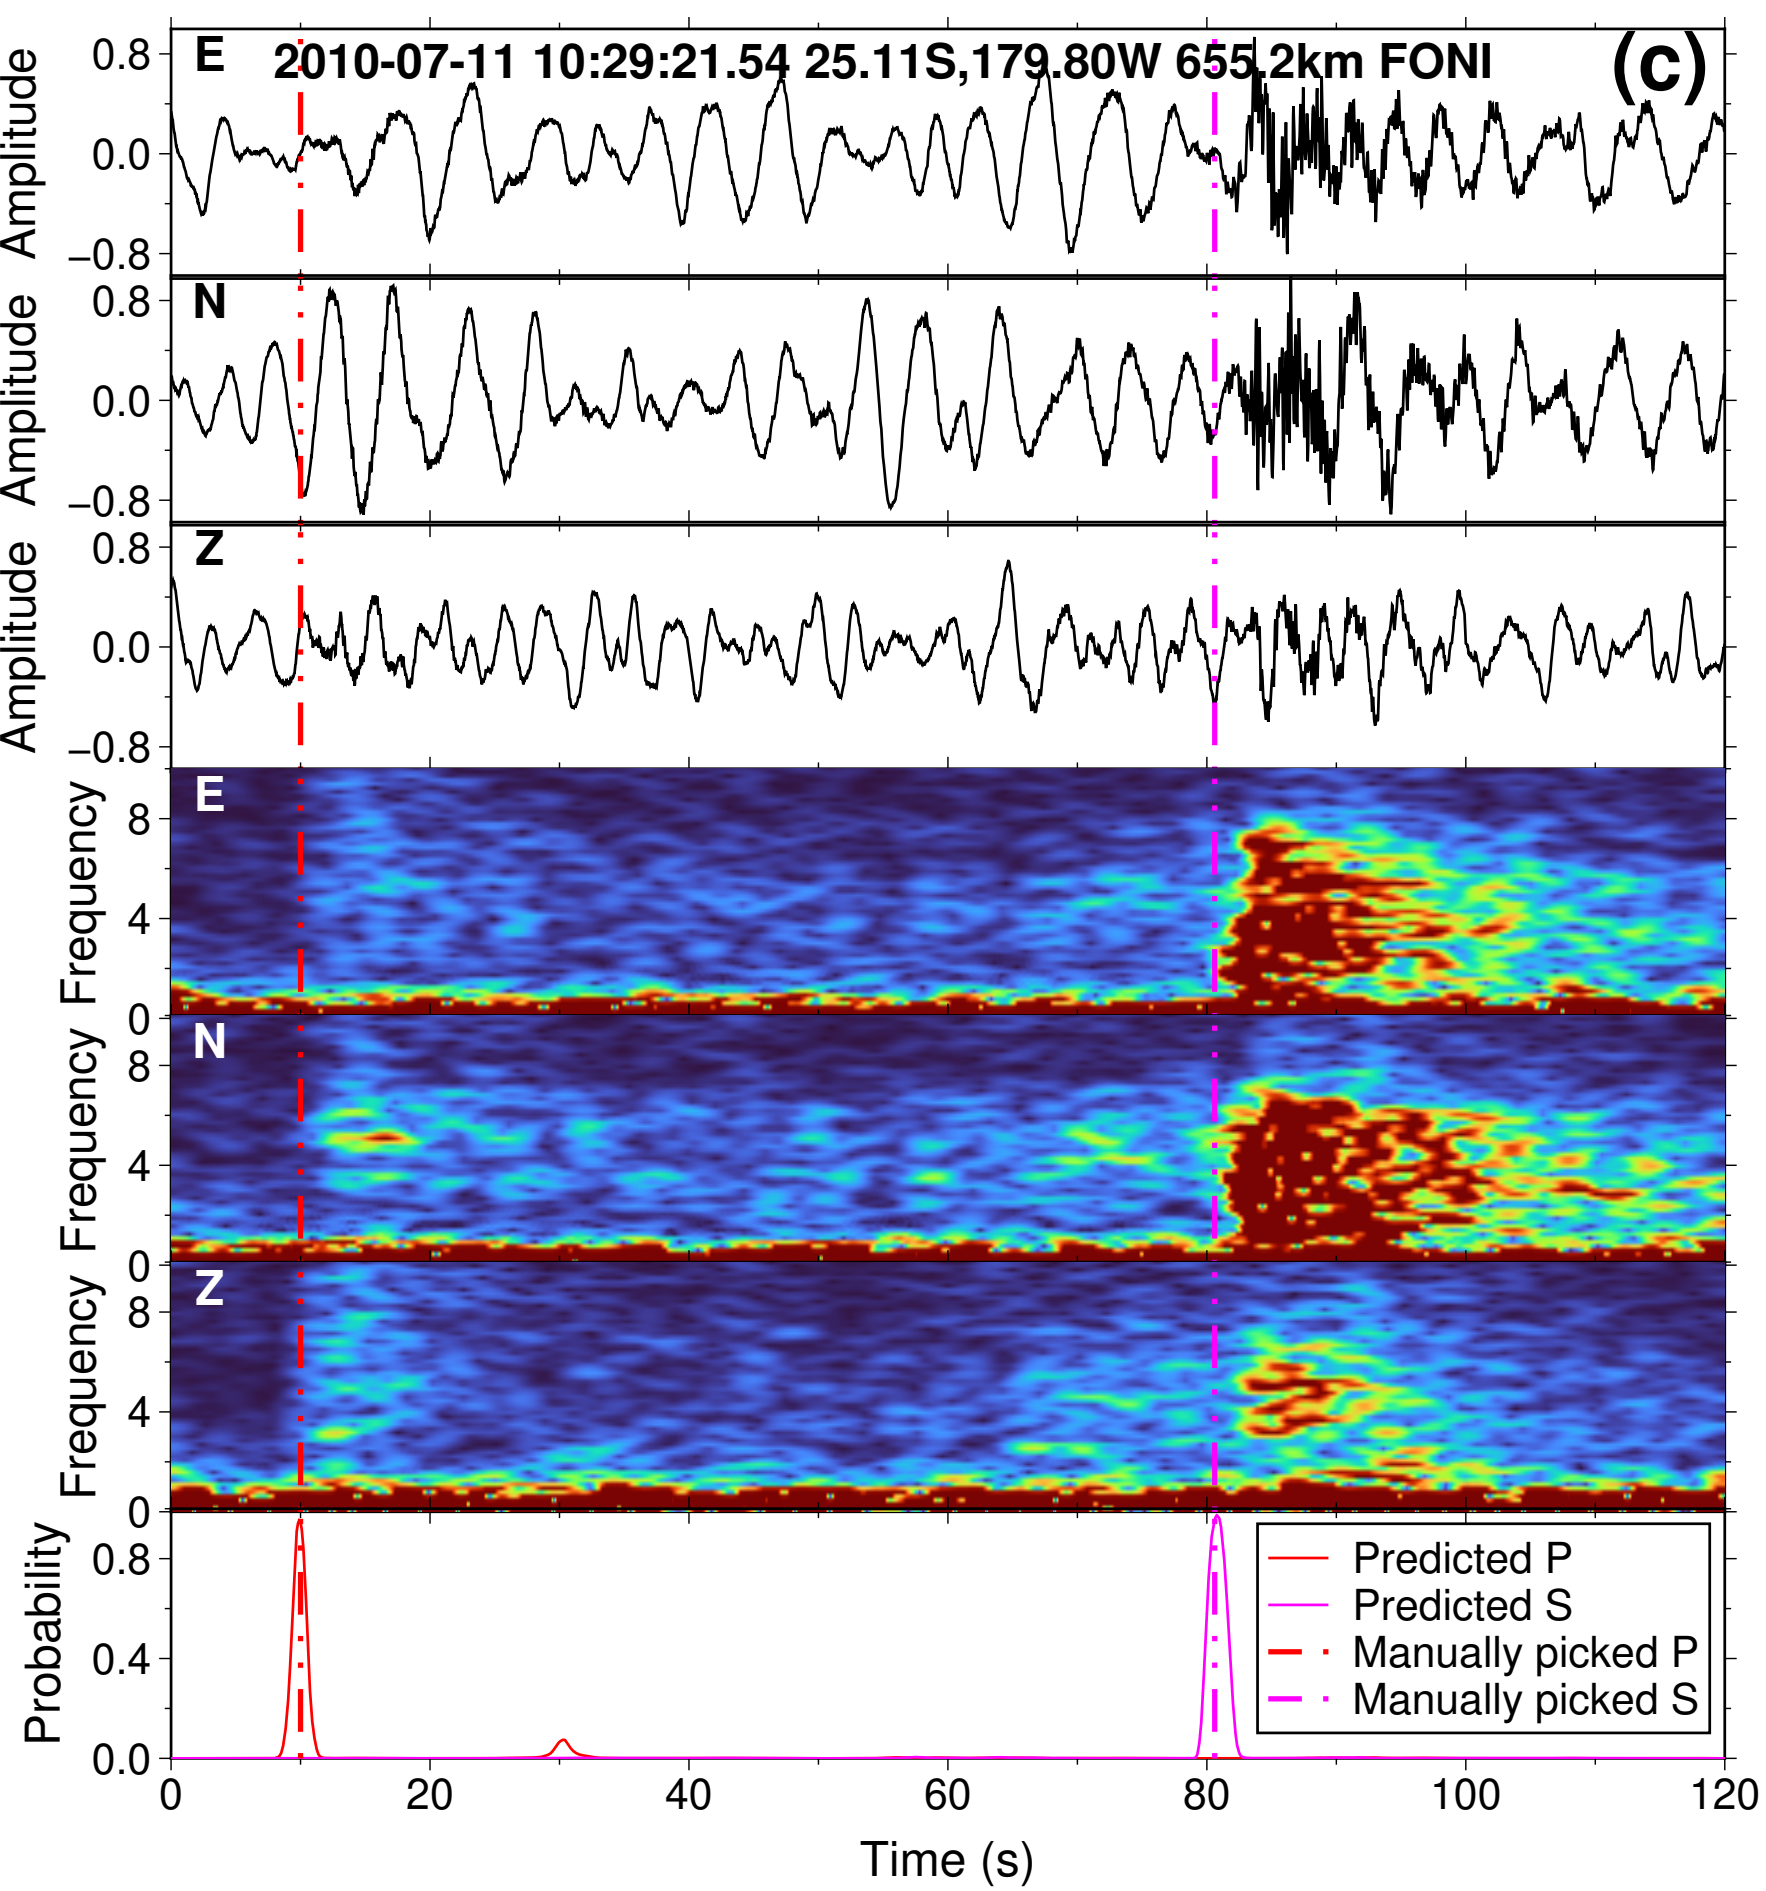 2010-07-11 10:29:21.54 25.11S,179.80W 655.2km FONI
(c)
E
Amplitude
0.8
0.0
−0.8
N
Amplitude
0.8
0.0
−0.8
Z
Amplitude
0.8
0.0
−0.8
E
Frequency
8
4
0
N
Frequency
8
4
0
Z
Frequency
8
4
0
Probability
0.8
0.4
0.0
Predicted P
Predicted S
Manually picked P
Manually picked S
0 20 40 60 80 100 120
Time (s)